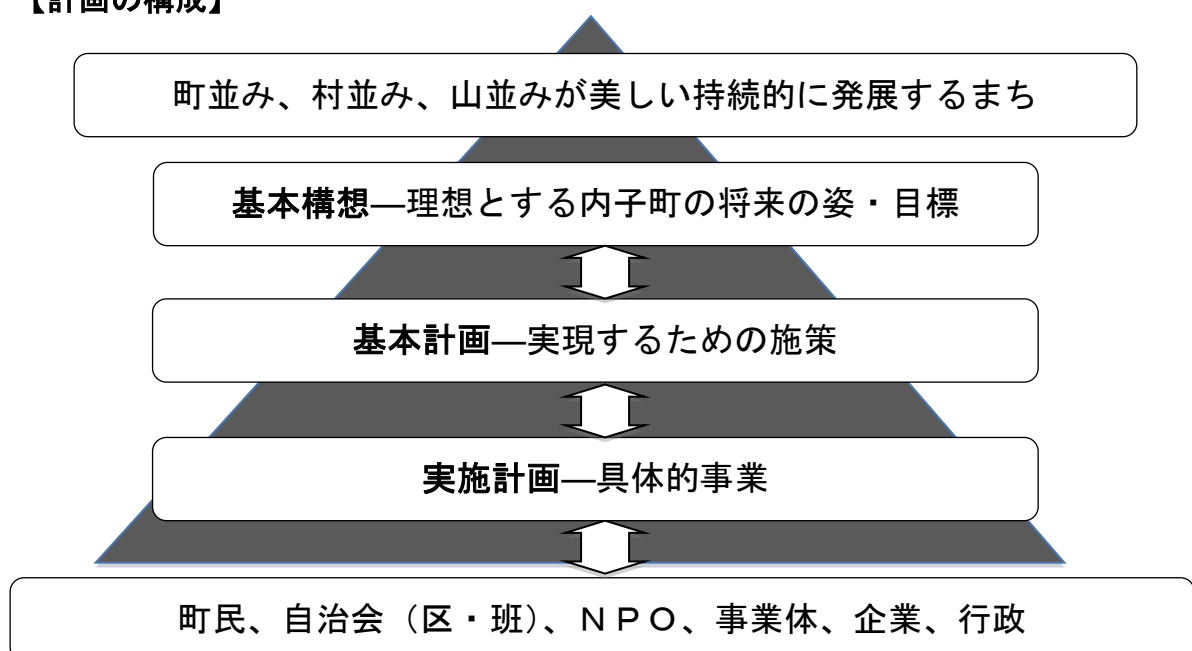 【計画の構成】
町並み、村並み、山並みが美しい持続的に発展するまち
基本構想―理想とする内子町の将来の姿・目標
基本計画―実現するための施策
実施計画―具体的事業
町民、自治会（区・班）、ＮＰＯ、事業体、企業、行政